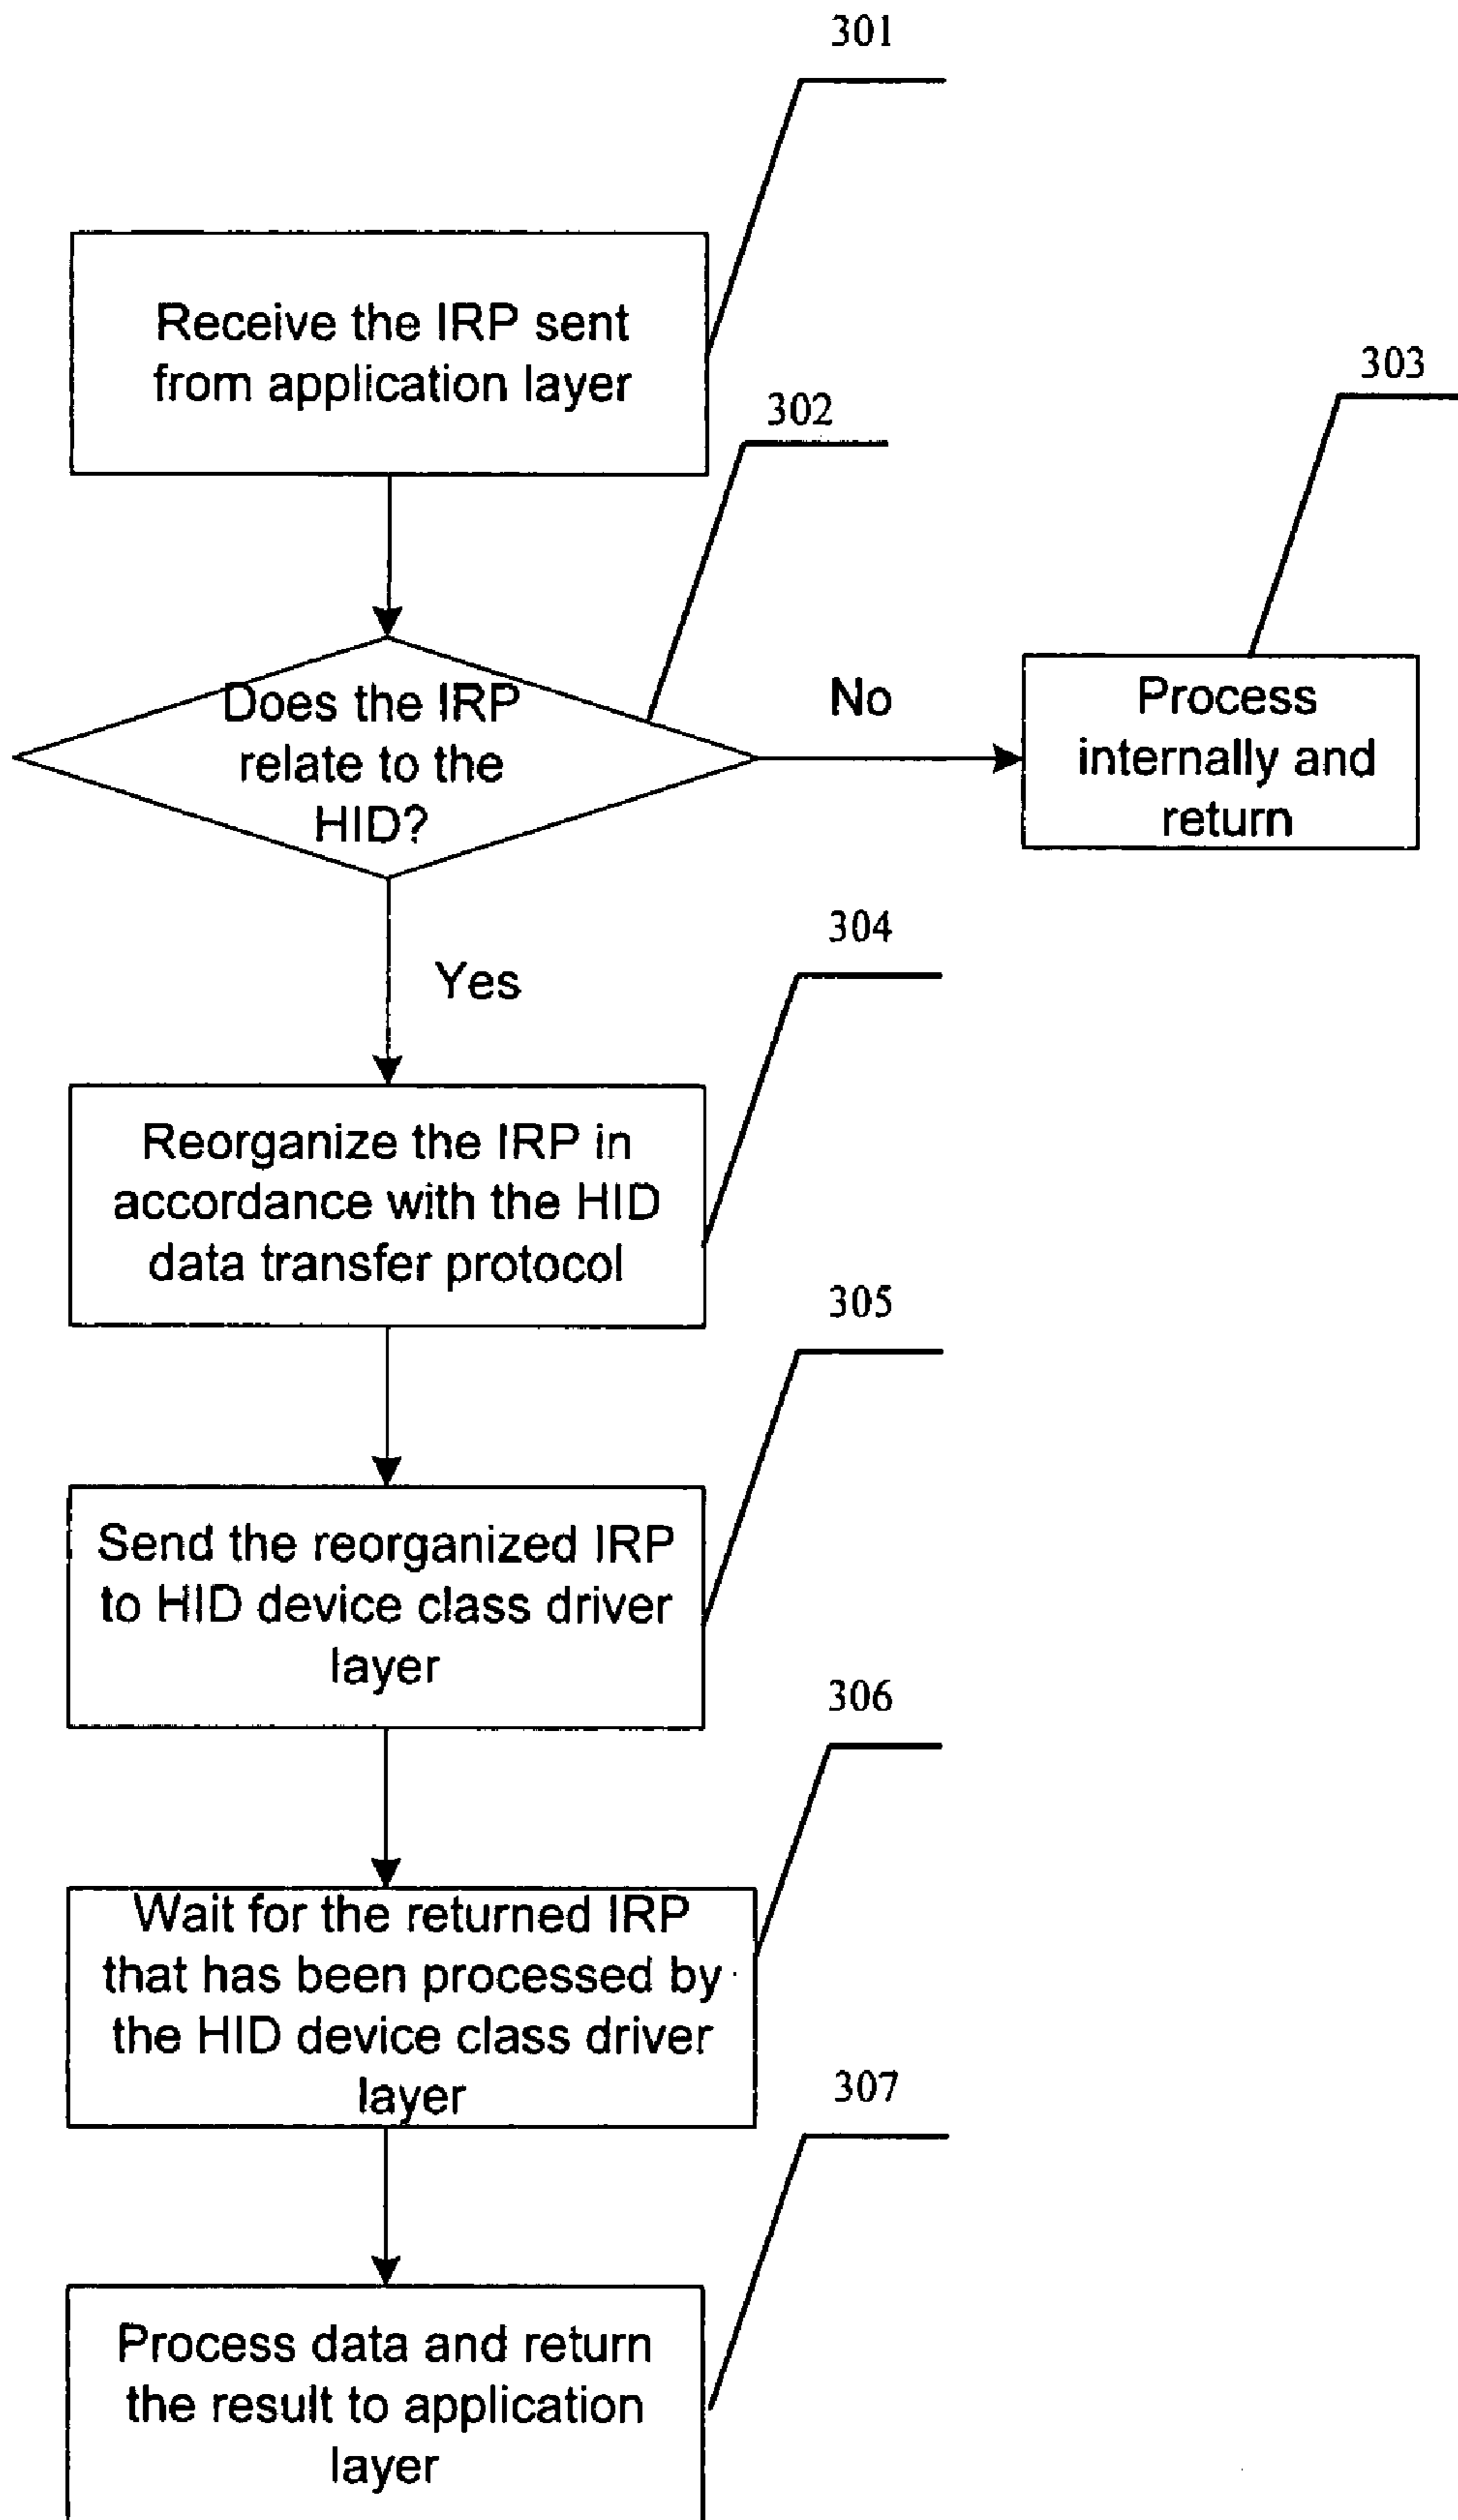 301
Receive the IRP sent
from application layer
302
303
Does the IRP
relate to the
HID?
No
Process
internally and
return
Yes
304
Reorganize the IRP in
accordance with the HID
data transfer protocol
305
Send the reorganized IRP
to HID device class driver
layer
306
Wait for the returned IRP
that has been processed by
the HID device class driver
layer
307
Process data and return
the result to application
layer